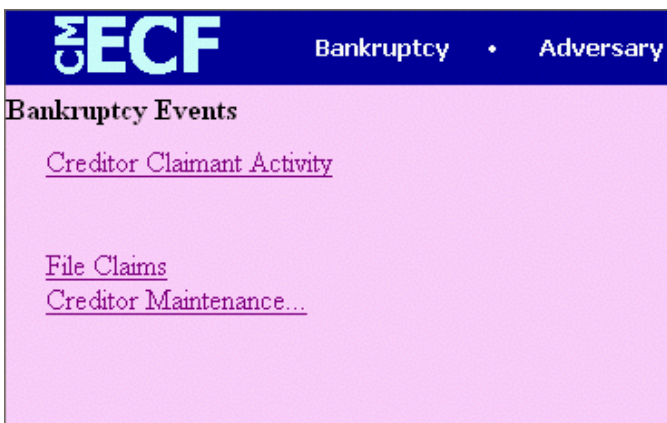 CM ECF Bankruptcy • Adversary
Bankruptcy Events
Creditor Claimant Activity
File Claims
Creditor Maintenance...